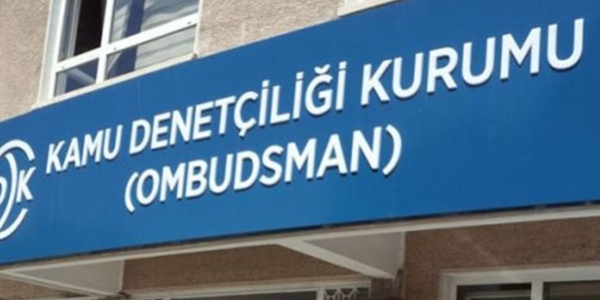 KAMU DENETÇİLİĞİ KURUMU
(OMBUDSMAN)